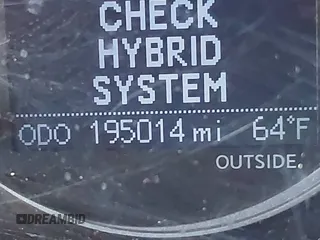 CHECK
HYBRID
SYSTEM
ODO 195014 mi 64°F
OUTSIDE.
DREAMBID